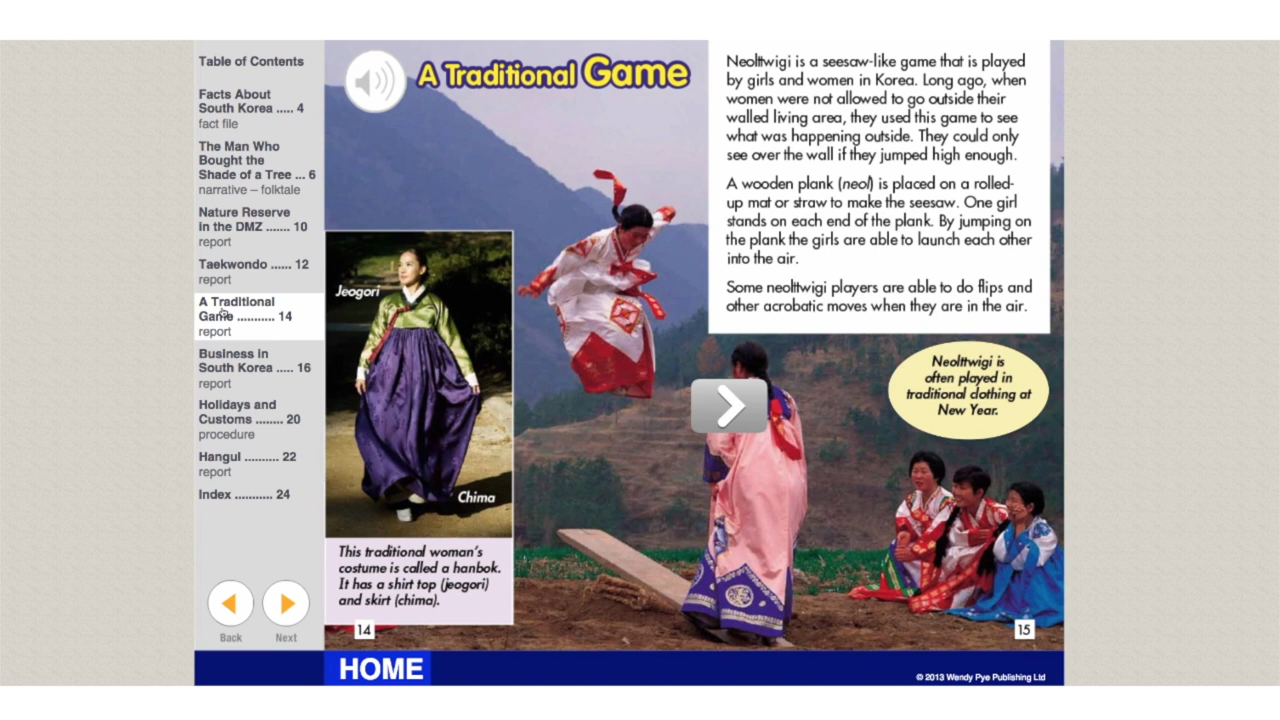 Table of Contents
Facts About
South Korea ..... 4
fact file
The Man Who
Bought the
Shade of a Tree ... 6
narrative – folktale
Nature Reserve
in the DMZ ....... 10
report
Taekwondo ...... 12
report
A Traditional
Game ........... 14
report
Business in
South Korea ..... 16
report
Holidays and
Customs ........ 20
procedure
Hangul .......... 22
report
Index ........... 24
Back
Next
A Traditional Game
Jeogori
Chima
This traditional woman's
costume is called a hanbok.
It has a shirt top (jeogori)
and skirt (chima).
14
Neolttwigi is a seesaw-like game that is played
by girls and women in Korea. Long ago, when
women were not allowed to go outside their
walled living area, they used this game to see
what was happening outside. They could only
see over the wall if they jumped high enough.
A wooden plank (neol) is placed on a rolled-
up mat or straw to make the seesaw. One girl
stands on each end of the plank. By jumping on
the plank the girls are able to launch each other
into the air.
Some neolttwigi players are able to do flips and
other acrobatic moves when they are in the air.
Neolttwigi is
often played in
traditional clothing at
New Year.
15
HOME
© 2013 Wendy Pye Publishing Ltd